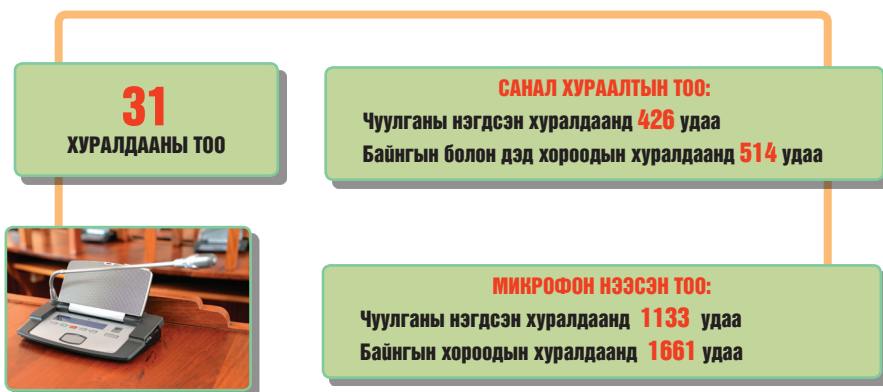 31
ХУРАЛДААНЫ ТОО
САНАЛ ХУРААЛТЫН ТОО:
Чуулганы нэгдсэн хуралдаанд 426 удаа
Байнгын болон дэд хороодын хуралдаанд 514 удаа
МИКРОФОН НЭЭСЭН ТОО:
Чуулганы нэгдсэн хуралдаанд 1133 удаа
Байнгын хороодын хуралдаанд 1661 удаа